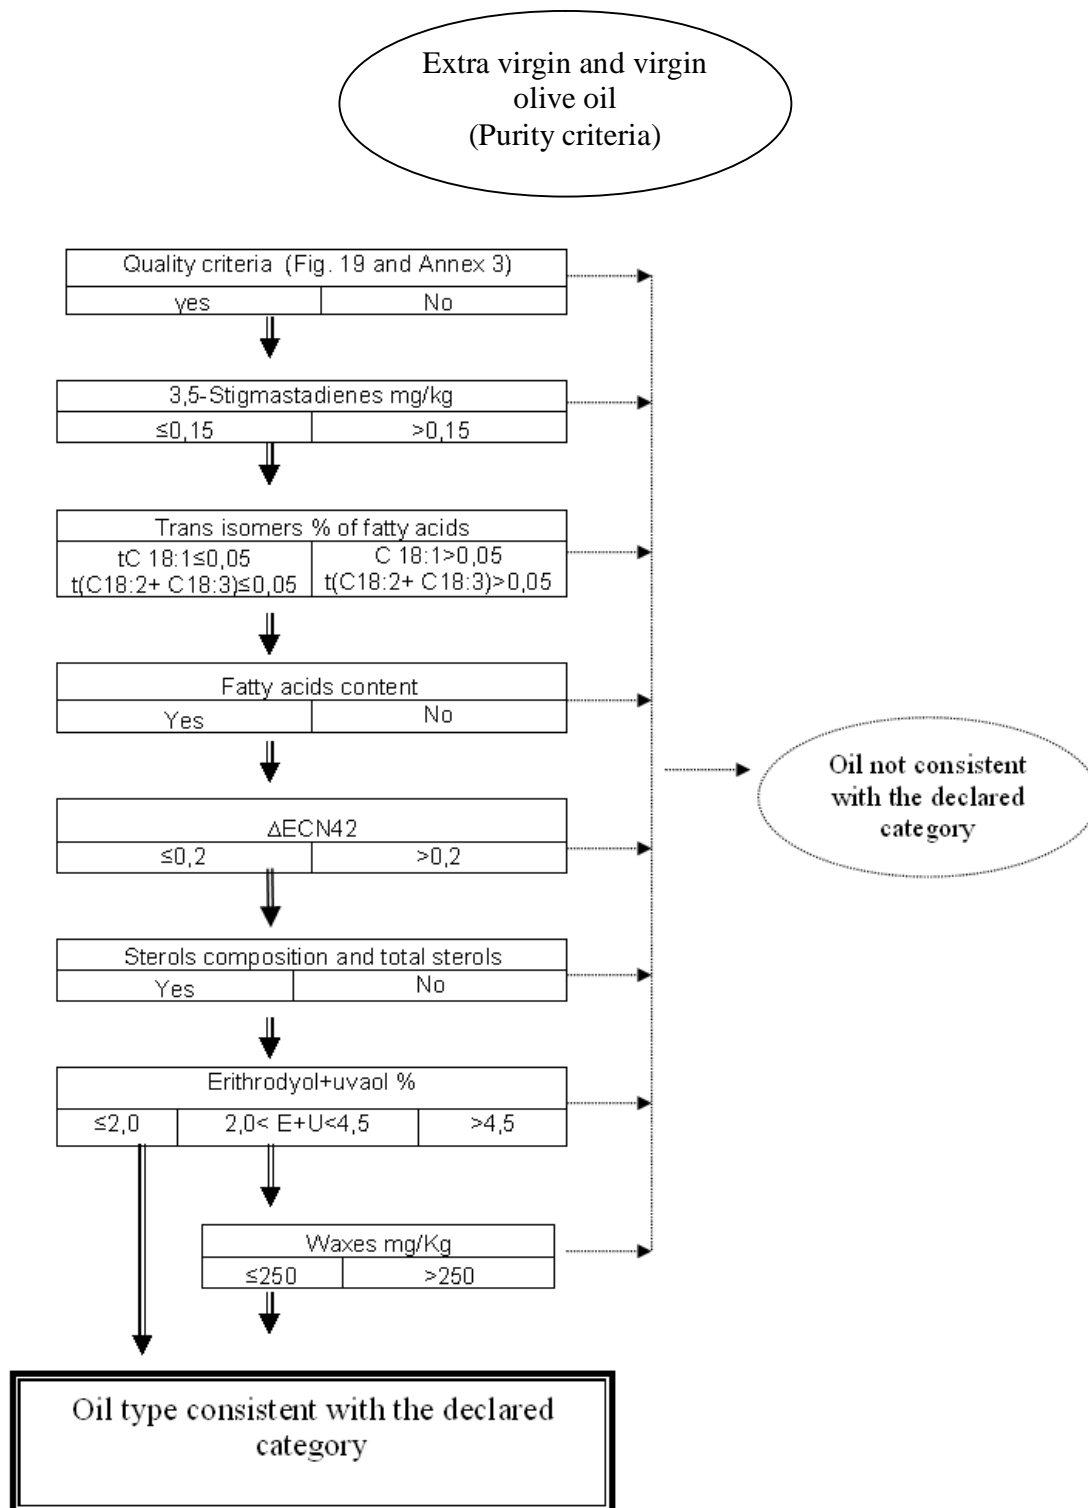 Extra virgin and virgin
olive oil
(Purity criteria)
Quality criteria (Fig. 19 and Annex 3)
yes No
3,5-Stigmastadienes mg/kg
≤0,15 >0,15
Trans isomers % of fatty acids
tC 18:1≤0,05 C 18:1>0,05
t(C18:2+ C18:3)≤0,05 t(C18:2+ C18:3)>0,05
Fatty acids content
Yes No
ΔECN42
≤0,2 >0,2
Oil not consistent
with the declared
category
Sterols composition and total sterols
Yes No
Erithrodyol+uvaol %
≤2,0 2,0< E+U<4,5 >4,5
Waxes mg/Kg
≤250 >250
Oil type consistent with the declared
category